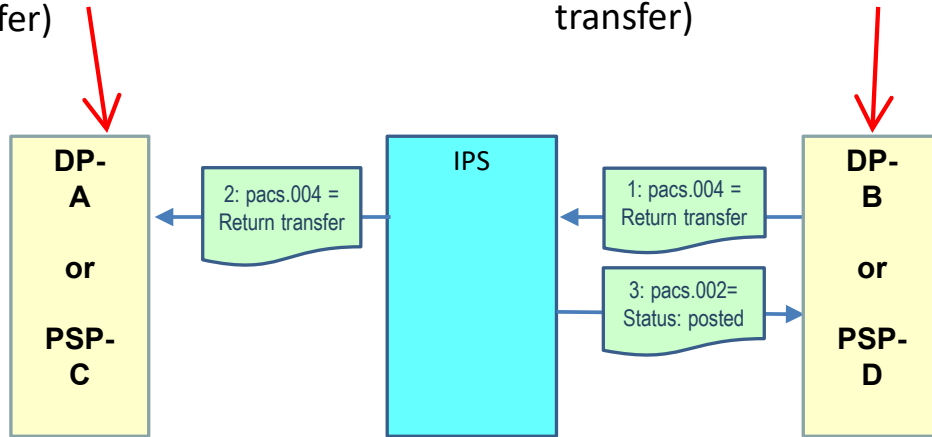 fer)
transfer)
DP-
A
or
PSP-
C
2: pacs.004 =
Return transfer
IPS
1: pacs.004 =
Return transfer
3: pacs.002=
Status: posted
DP-
B
or
PSP-
D